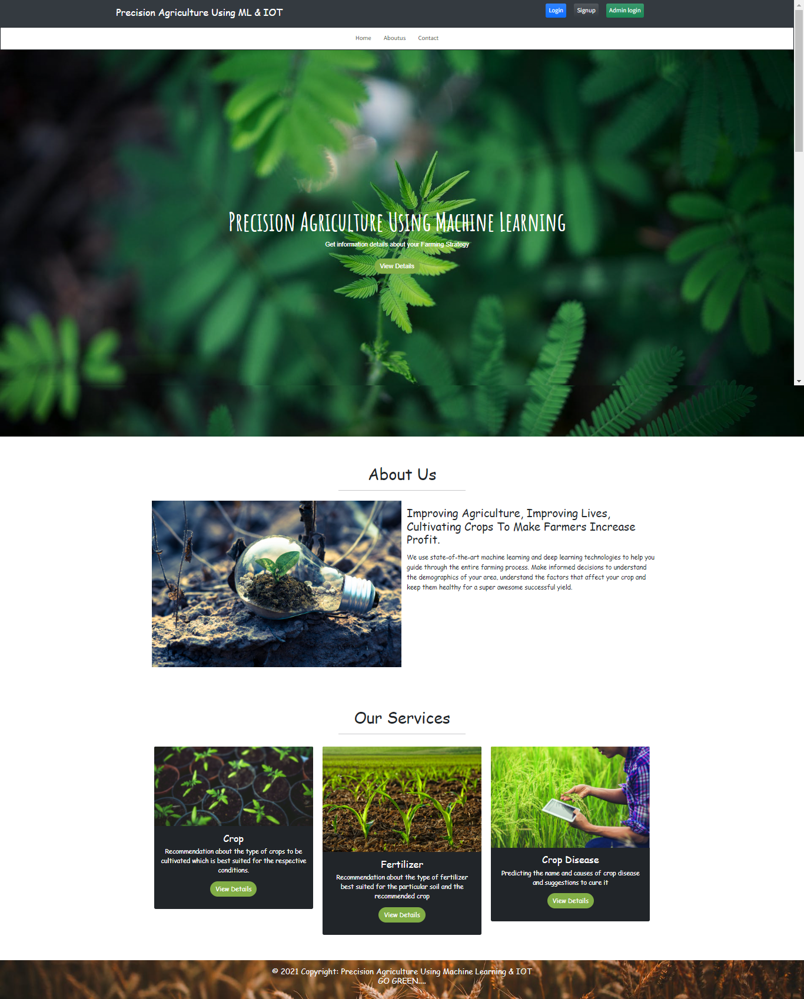 Precision Agriculture Using ML & IOT
Login Signup Admin login
Home Aboutus Contact
Precision Agriculture Using Machine Learning
Get information details about your Farming Strategy
View Details
About Us
Improving Agriculture, Improving Lives,
Cultivating Crops To Make Farmers Increase
Profit.
We use state-of-the-art machine learning and deep learning technologies to help you
guide through the entire farming process. Make informed decisions to understand
the demographics of your area, understand the factors that affect your crop and
keep them healthy for a super awesome successful yield.
Our Services
Crop
Recommendation about the type of crops to be
cultivated which is best suited for the respective
conditions.
View Details
Fertilizer
Recommendation about the type of fertilizer
best suited for the particular soil and the
recommended crop
View Details
Crop Disease
Predicting the name and causes of crop disease
and suggestions to cure it
View Details
© 2021 Copyright: Precision Agriculture Using Machine Learning & IOT
GO GREEN....